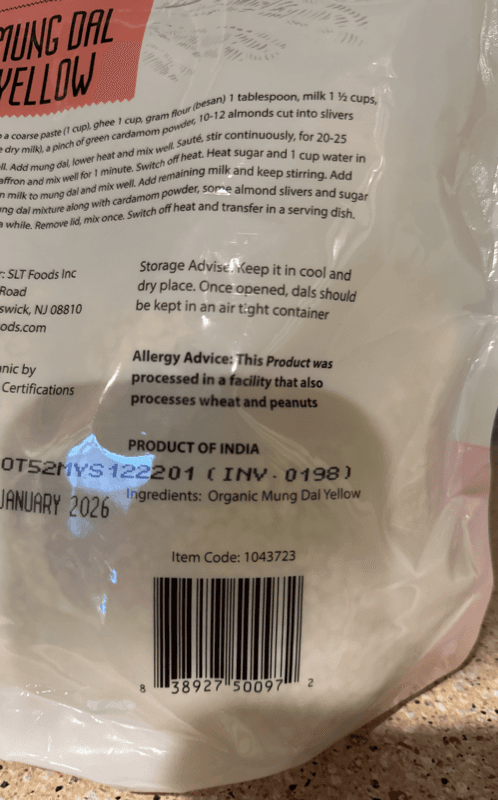 MUNG DAL
YELLOW
a coarse paste (1 cup), ghee 1 cup, gram flour (besan) 1 tablespoon, milk 1 ½ cups,
dry milk), a pinch of green cardamom powder, 10-12 almonds cut into slivers
Add mung dal, lower heat and mix well. Sauté, stir continuously, for 20-25
and mix well for 1 minute. Switch off heat. Heat sugar and 1 cup water in
milk to mung dal and mix well. Add remaining milk and keep stirring. Add
dal mixture along with cardamom powder, some almond slivers and sugar
a while. Remove lid, mix once. Switch off heat and transfer in a serving dish.
: SLT Foods Inc
Road
swick, NJ 08810
ods.com
Storage Advise: Keep it in cool and
dry place. Once opened, dals should
be kept in an air tight container
Allergy Advice: This Product was
processed in a facility that also
processes wheat and peanuts
nic by
Certifications
PRODUCT OF INDIA
OT52MYS122201 (INV-0198)
JANUARY 2026
Ingredients: Organic Mung Dal Yellow
Item Code: 1043723
8 38927 50097 2